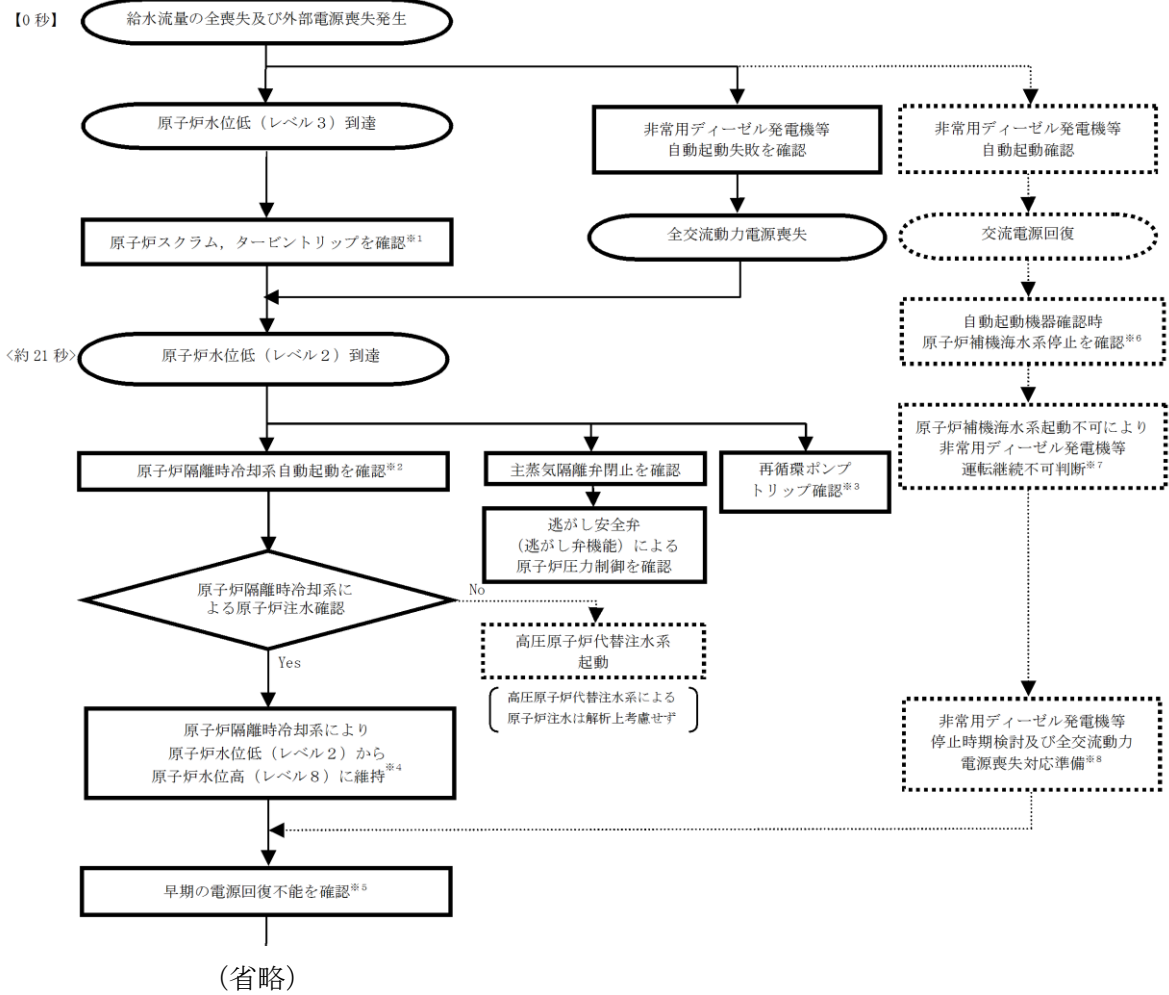 【0 秒】
給水流量の全喪失及び外部電源喪失発生
原子炉水位低（レベル３）到達
非常用ディーゼル発電機等
自動起動失敗を確認
非常用ディーゼル発電機等
自動起動確認
原子炉スクラム，タービントリップを確認※1
全交流動力電源喪失
交流電源回復
<約 21 秒>
原子炉水位低（レベル２）到達
自動起動機器確認時
原子炉補機海水系停止を確認※6
原子炉隔離時冷却系自動起動を確認※2
主蒸気隔離弁閉止を確認
再循環ポンプ
トリップ確認※3
原子炉補機海水系起動不可により
非常用ディーゼル発電機等
運転継続不可判断※7
逃がし安全弁
（逃がし弁機能）による
原子炉圧力制御を確認
原子炉隔離時冷却系に
よる原子炉注水確認
No
Yes
高圧原子炉代替注水系
起動
高圧原子炉代替注水系による
原子炉注水は解析上考慮せず
原子炉隔離時冷却系により
原子炉水位低（レベル２）から
原子炉水位高（レベル８）に維持※4
非常用ディーゼル発電機等
停止時期検討及び全交流動力
電源喪失対応準備※8
早期の電源回復不能を確認※5
（省略）